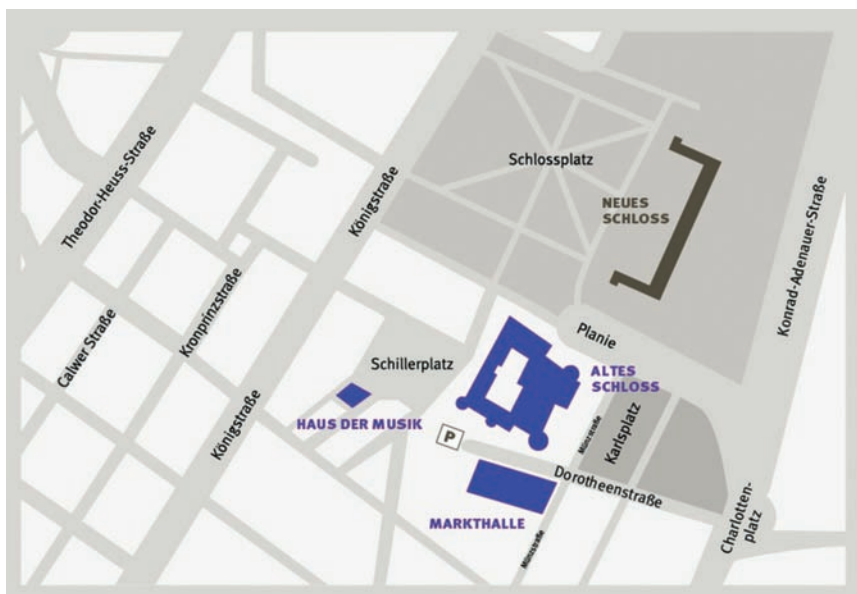 Schlossplatz
NEUES
SCHLOSS
Theodor-Heuss-Straße
Königstraße
Konrad-Adenauer-Straße
Kronprinzstraße
Calwer Straße
Planie
Schillerplatz
ALTES
SCHLOSS
Königstraße
HAUS DER MUSIK
P
Münzstraße
Karlsplatz
Dorotheenstraße
MARKTHALLE
Münzstraße
Charlotten-
platz